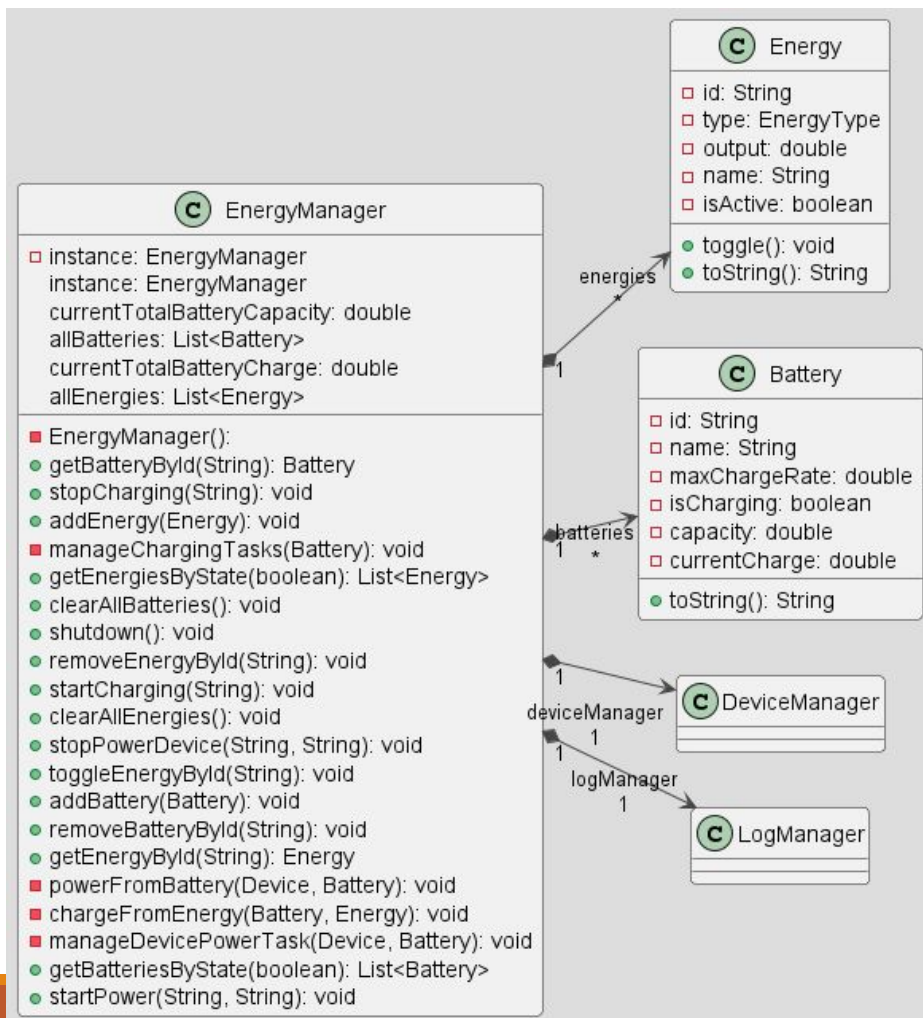 C EnergyManager
instance: EnergyManager
instance: EnergyManager
currentTotalBatteryCapacity: double
allBatteries: List<Battery>
currentTotalBatteryCharge: double
allEnergies: List<Energy>
EnergyManager():
getBatteryById(String): Battery
stopCharging(String): void
addEnergy(Energy): void
manageChargingTasks(Battery): void
getEnergiesByState(boolean): List<Energy>
clearAllBatteries(): void
shutdown(): void
removeEnergyById(String): void
startCharging(String): void
clearAllEnergies(): void
stopPowerDevice(String, String): void
toggleEnergyById(String): void
addBattery(Battery): void
removeBatteryById(String): void
getEnergyById(String): Energy
powerFromBattery(Device, Battery): void
chargeFromEnergy(Battery, Energy): void
manageDevicePowerTask(Device, Battery): void
getBatteriesByState(boolean): List<Battery>
startPower(String, String): void
energies
*
1
batteries
1
*
1
deviceManager
1
1
logManager
1
C Energy
id: String
type: EnergyType
output: double
name: String
isActive: boolean
toggle(): void
toString(): String
C Battery
id: String
name: String
maxChargeRate: double
isCharging: boolean
capacity: double
currentCharge: double
toString(): String
C DeviceManager
C LogManager